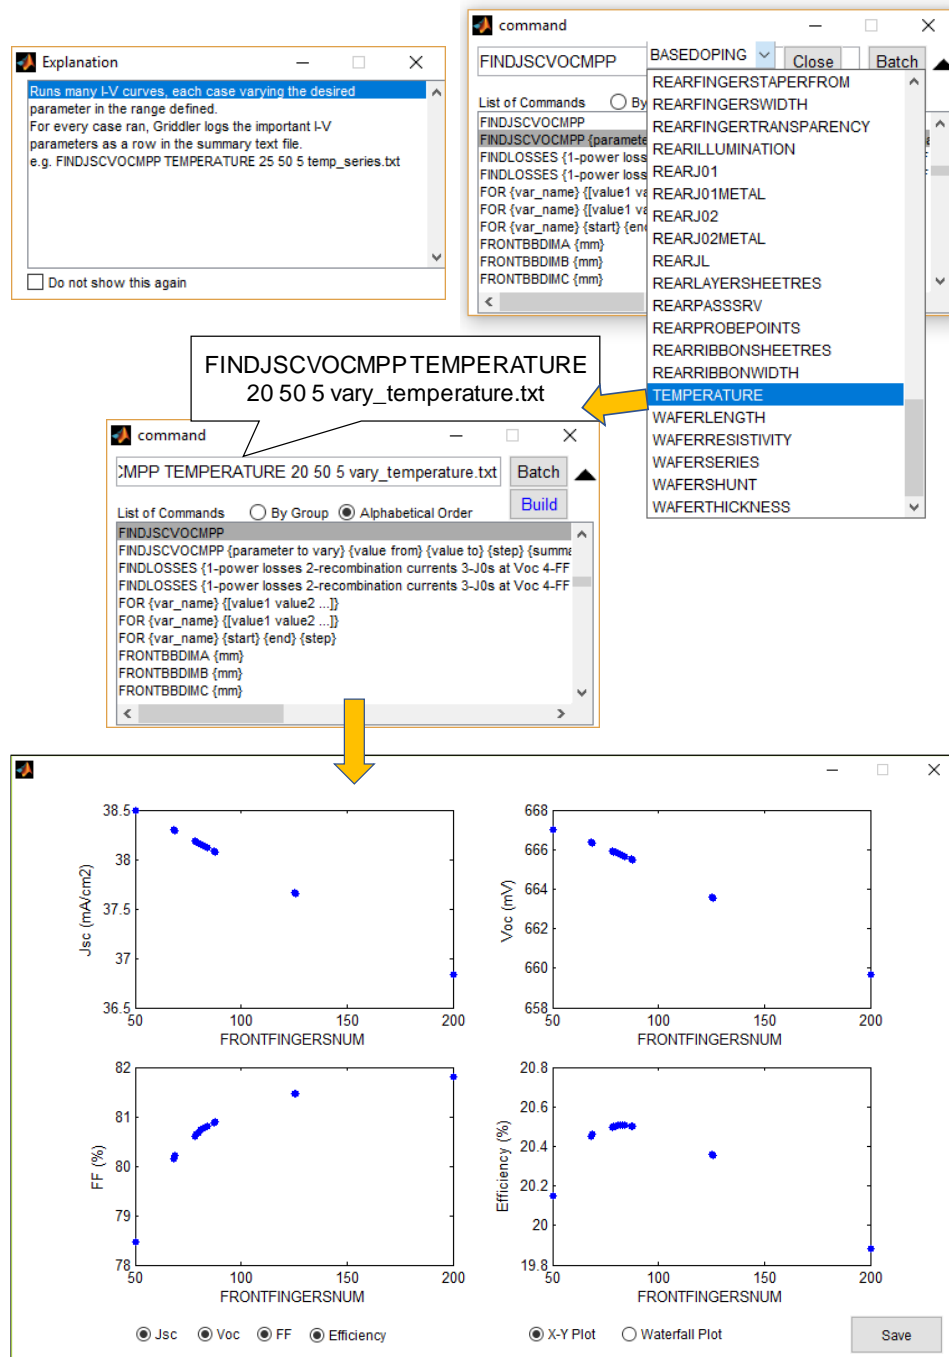 Explanation
Runs many I-V curves, each case varying the desired
parameter in the range defined.
For every case ran, Griddler logs the important I-V
parameters as a row in the summary text file.
e.g. FINDJSCVOCMPP TEMPERATURE 25 50 5 temp_series.txt
Do not show this again
command
FINDJSCVOCMPP
BASEDOPING
Close
Batch
List of Commands
By
FINDJSCVOCMPP
FINDJSCVOCMPP {paramete
FINDLOSSES {1-power loss
FINDLOSSES {1-power loss
FOR {var_name} {[value1 va
FOR {var_name} {[value1 va
FOR {var_name} {start} {en
FRONTBBDIMA {mm}
FRONTBBDIMB {mm}
FRONTBBDIMC {mm}
REARFINGERSTAPERFROM
REARFINGERSWIDTH
REARFINGERTRANSPARENCY
REARILLUMINATION
REARJ01
REARJ01METAL
REARJ02
REARJ02METAL
REARJL
REARLAYERSHEETRES
REARPASSSRV
REARPROBEPOINTS
REARRIBBONSHEETRES
REARRIBBONWIDTH
TEMPERATURE
WAFERLENGTH
WAFERRESISTIVITY
WAFERSERIES
WAFERSHUNT
WAFERTHICKNESS
FINDJSCVOCMPP TEMPERATURE
20 50 5 vary_temperature.txt
command
CMPP TEMPERATURE 20 50 5 vary_temperature.txt
Batch
Build
List of Commands
By Group
Alphabetical Order
FINDJSCVOCMPP
FINDJSCVOCMPP {parameter to vary} {value from} {value to} {step} {summa
FINDLOSSES {1-power losses 2-recombination currents 3-J0s at Voc 4-FF
FINDLOSSES {1-power losses 2-recombination currents 3-J0s at Voc 4-FF
FOR {var_name} {[value1 value2 ...]}
FOR {var_name} {[value1 value2 ...]}
FOR {var_name} {start} {end} {step}
FRONTBBDIMA {mm}
FRONTBBDIMB {mm}
FRONTBBDIMC {mm}
38.5
38
37.5
37
36.5
Jsc (mA/cm2)
50 100 150 200
FRONTFINGERSNUM
668
666
664
662
660
658
Voc (mV)
50 100 150 200
FRONTFINGERSNUM
82
81
80
79
78
FF (%)
50 100 150 200
FRONTFINGERSNUM
20.8
20.6
20.4
20.2
20
19.8
Efficiency (%)
50 100 150 200
FRONTFINGERSNUM
Jsc
Voc
FF
Efficiency
X-Y Plot
Waterfall Plot
Save